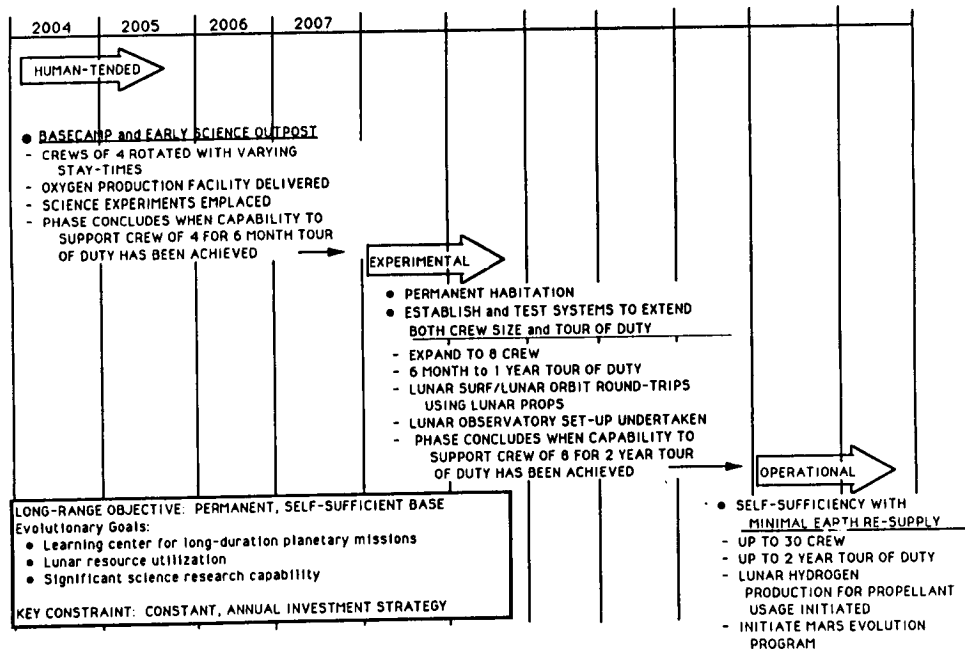 2004 2005 2006 2007
HUMAN-TENDED
● BASECAMP and EARLY SCIENCE OUTPOST
- CREWS OF 4 ROTATED WITH VARYING
STAY-TIMES
- OXYGEN PRODUCTION FACILITY DELIVERED
- SCIENCE EXPERIMENTS EMPLACED
- PHASE CONCLUDES WHEN CAPABILITY TO
SUPPORT CREW OF 4 FOR 6 MONTH TOUR
OF DUTY HAS BEEN ACHIEVED
EXPERIMENTAL
● PERMANENT HABITATION
● ESTABLISH and TEST SYSTEMS TO EXTEND
BOTH CREW SIZE and TOUR OF DUTY
- EXPAND TO 8 CREW
- 6 MONTH to 1 YEAR TOUR OF DUTY
- LUNAR SURF/LUNAR ORBIT ROUND-TRIPS
USING LUNAR PROPS
- LUNAR OBSERVATORY SET-UP UNDERTAKEN
- PHASE CONCLUDES WHEN CAPABILITY TO
SUPPORT CREW OF 8 FOR 2 YEAR TOUR
OF DUTY HAS BEEN ACHIEVED
OPERATIONAL
● SELF-SUFFICIENCY WITH
MINIMAL EARTH RE-SUPPLY
- UP TO 30 CREW
- UP TO 2 YEAR TOUR OF DUTY
- LUNAR HYDROGEN
PRODUCTION FOR PROPELLANT
USAGE INITIATED
- INITIATE MARS EVOLUTION
PROGRAM
LONG-RANGE OBJECTIVE: PERMANENT, SELF-SUFFICIENT BASE
Evolutionary Goals:
● Learning center for long-duration planetary missions
● Lunar resource utilization
● Significant science research capability
KEY CONSTRAINT: CONSTANT, ANNUAL INVESTMENT STRATEGY